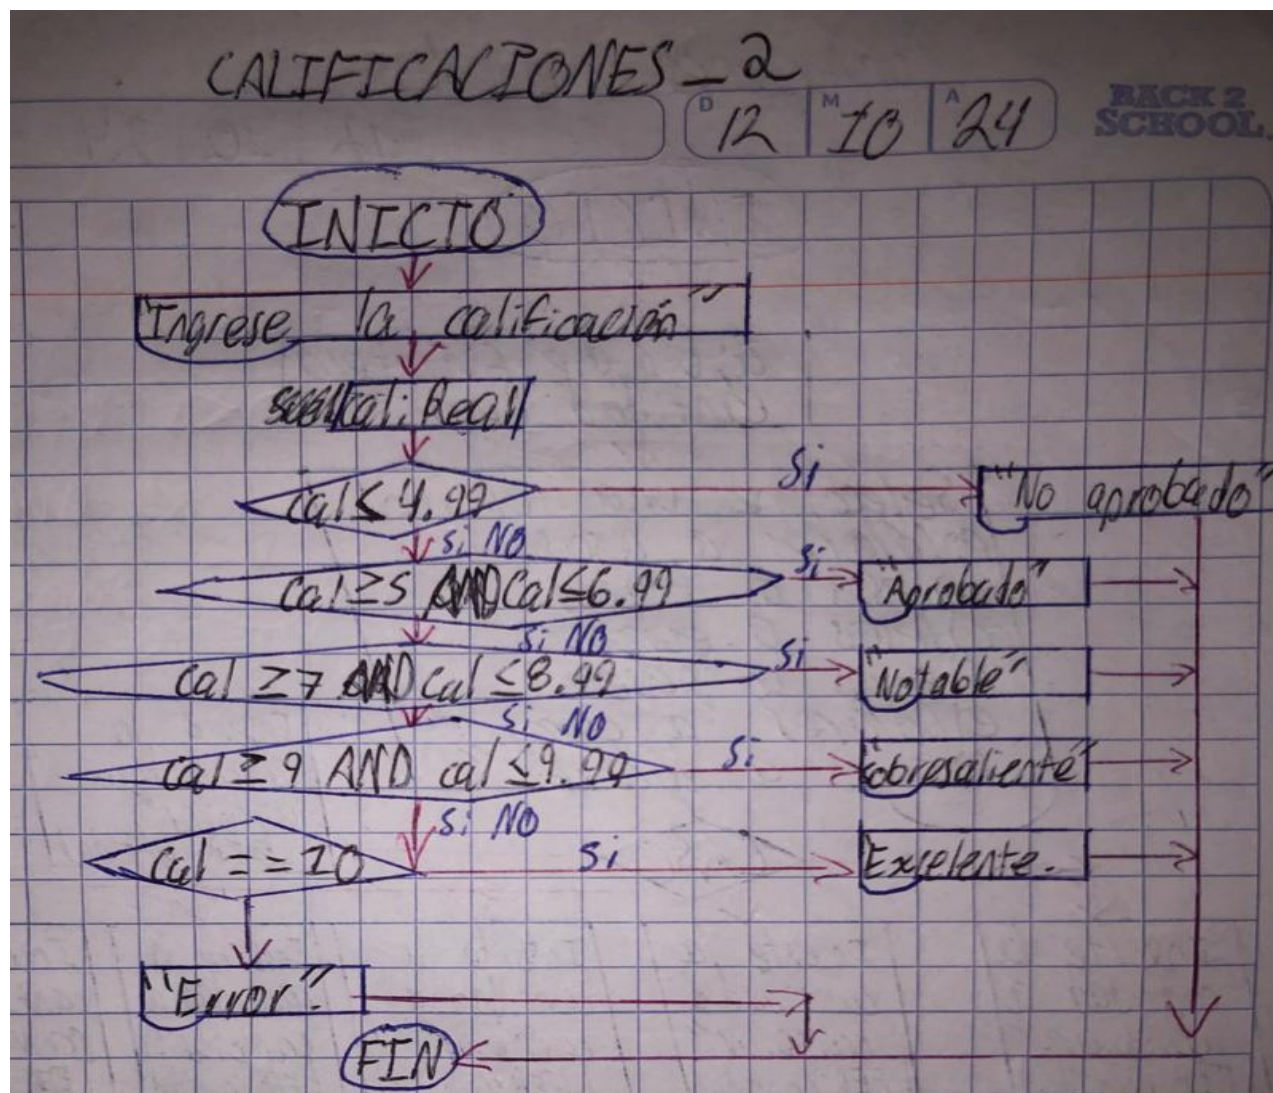 CALIFICACIONES_2
D 12 M 10 A 24
BACK 2
SCHOOL
INICIO
"Ingrese la calificación"
cal: Real
cal ≤ 4.99
Si
"No aprobado"
Si NO
Cal ≥ 5 AND Cal ≤ 6.99
Si
"Aprobado"
Si NO
Cal ≥ 7 AND Cal ≤ 8.99
Si
"Notable"
Si NO
cal ≥ 9 AND cal ≤ 9.99
Si
"Sobresaliente"
Si NO
Cal == 10
Si
Excelente.
"Error".
FIN